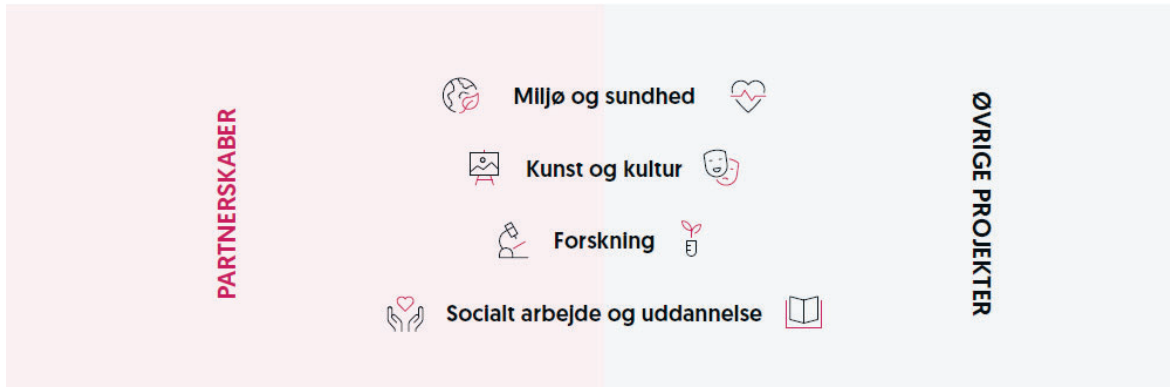 PARTNERSKABER
Miljø og sundhed
Kunst og kultur
Forskning
Socialt arbejde og uddannelse
ØVRIGE PROJEKTER